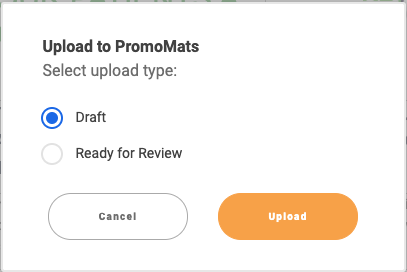 Upload to PromoMats
Select upload type:
Draft
Ready for Review
Cancel
Upload